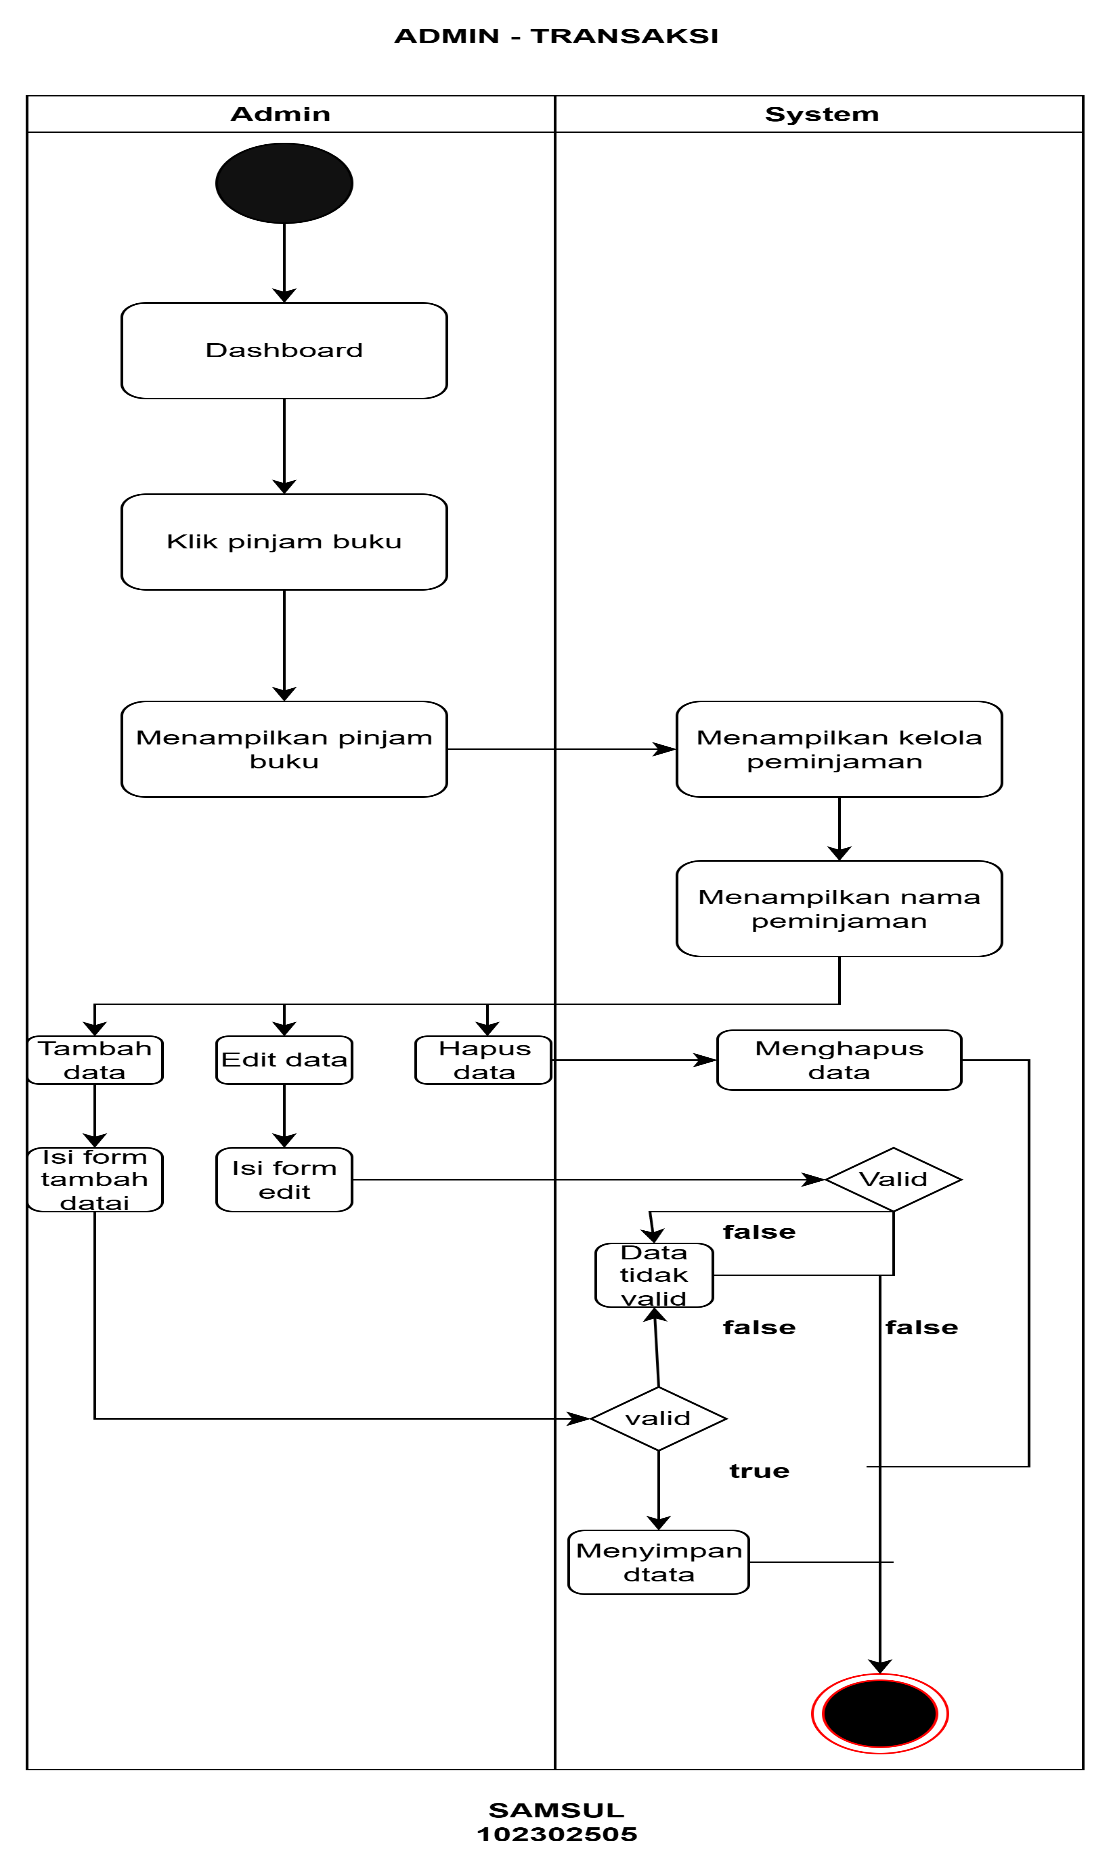 ADMIN - TRANSAKSI
Admin
System
Dashboard
Klik pinjam buku
Menampilkan pinjam
buku
Menampilkan kelola
peminjaman
Menampilkan nama
peminjaman
Tambah
data
Edit data
Hapus
data
Menghapus
data
Isi form
tambah
datai
Isi form
edit
Valid
false
Data
tidak
valid
false
false
valid
true
Menyimpan
dtata
SAMSUL
102302505